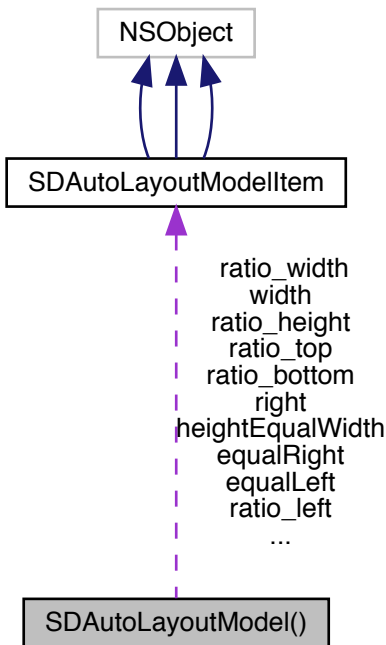 NSObject
SDAutoLayoutModelItem
ratio_width
width
ratio_height
ratio_top
ratio_bottom
right
heightEqualWidth
equalRight
equalLeft
ratio_left
...
SDAutoLayoutModel()